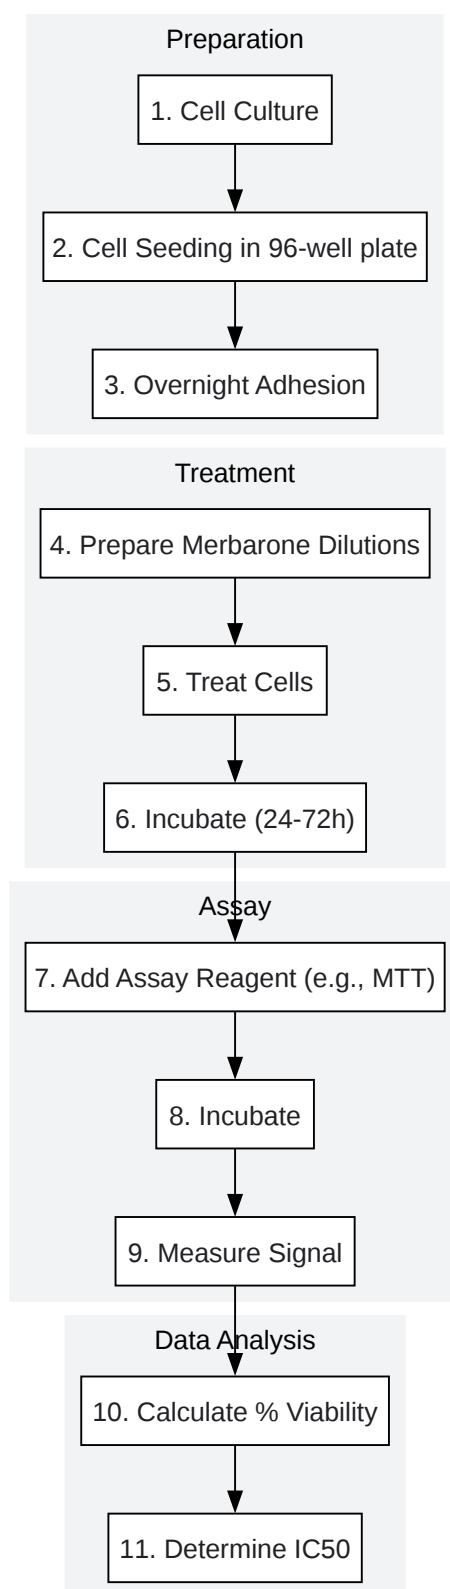 Preparation
1. Cell Culture
2. Cell Seeding in 96-well plate
3. Overnight Adhesion
Treatment
4. Prepare Merbarone Dilutions
5. Treat Cells
6. Incubate (24-72h)
Assay
7. Add Assay Reagent (e.g., MTT)
8. Incubate
9. Measure Signal
Data Analysis
10. Calculate % Viability
11. Determine IC50